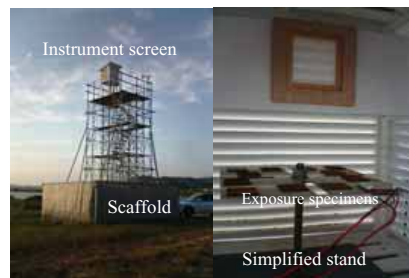 Instrument screen
Scaffold
Exposure specimens
Simplified stand